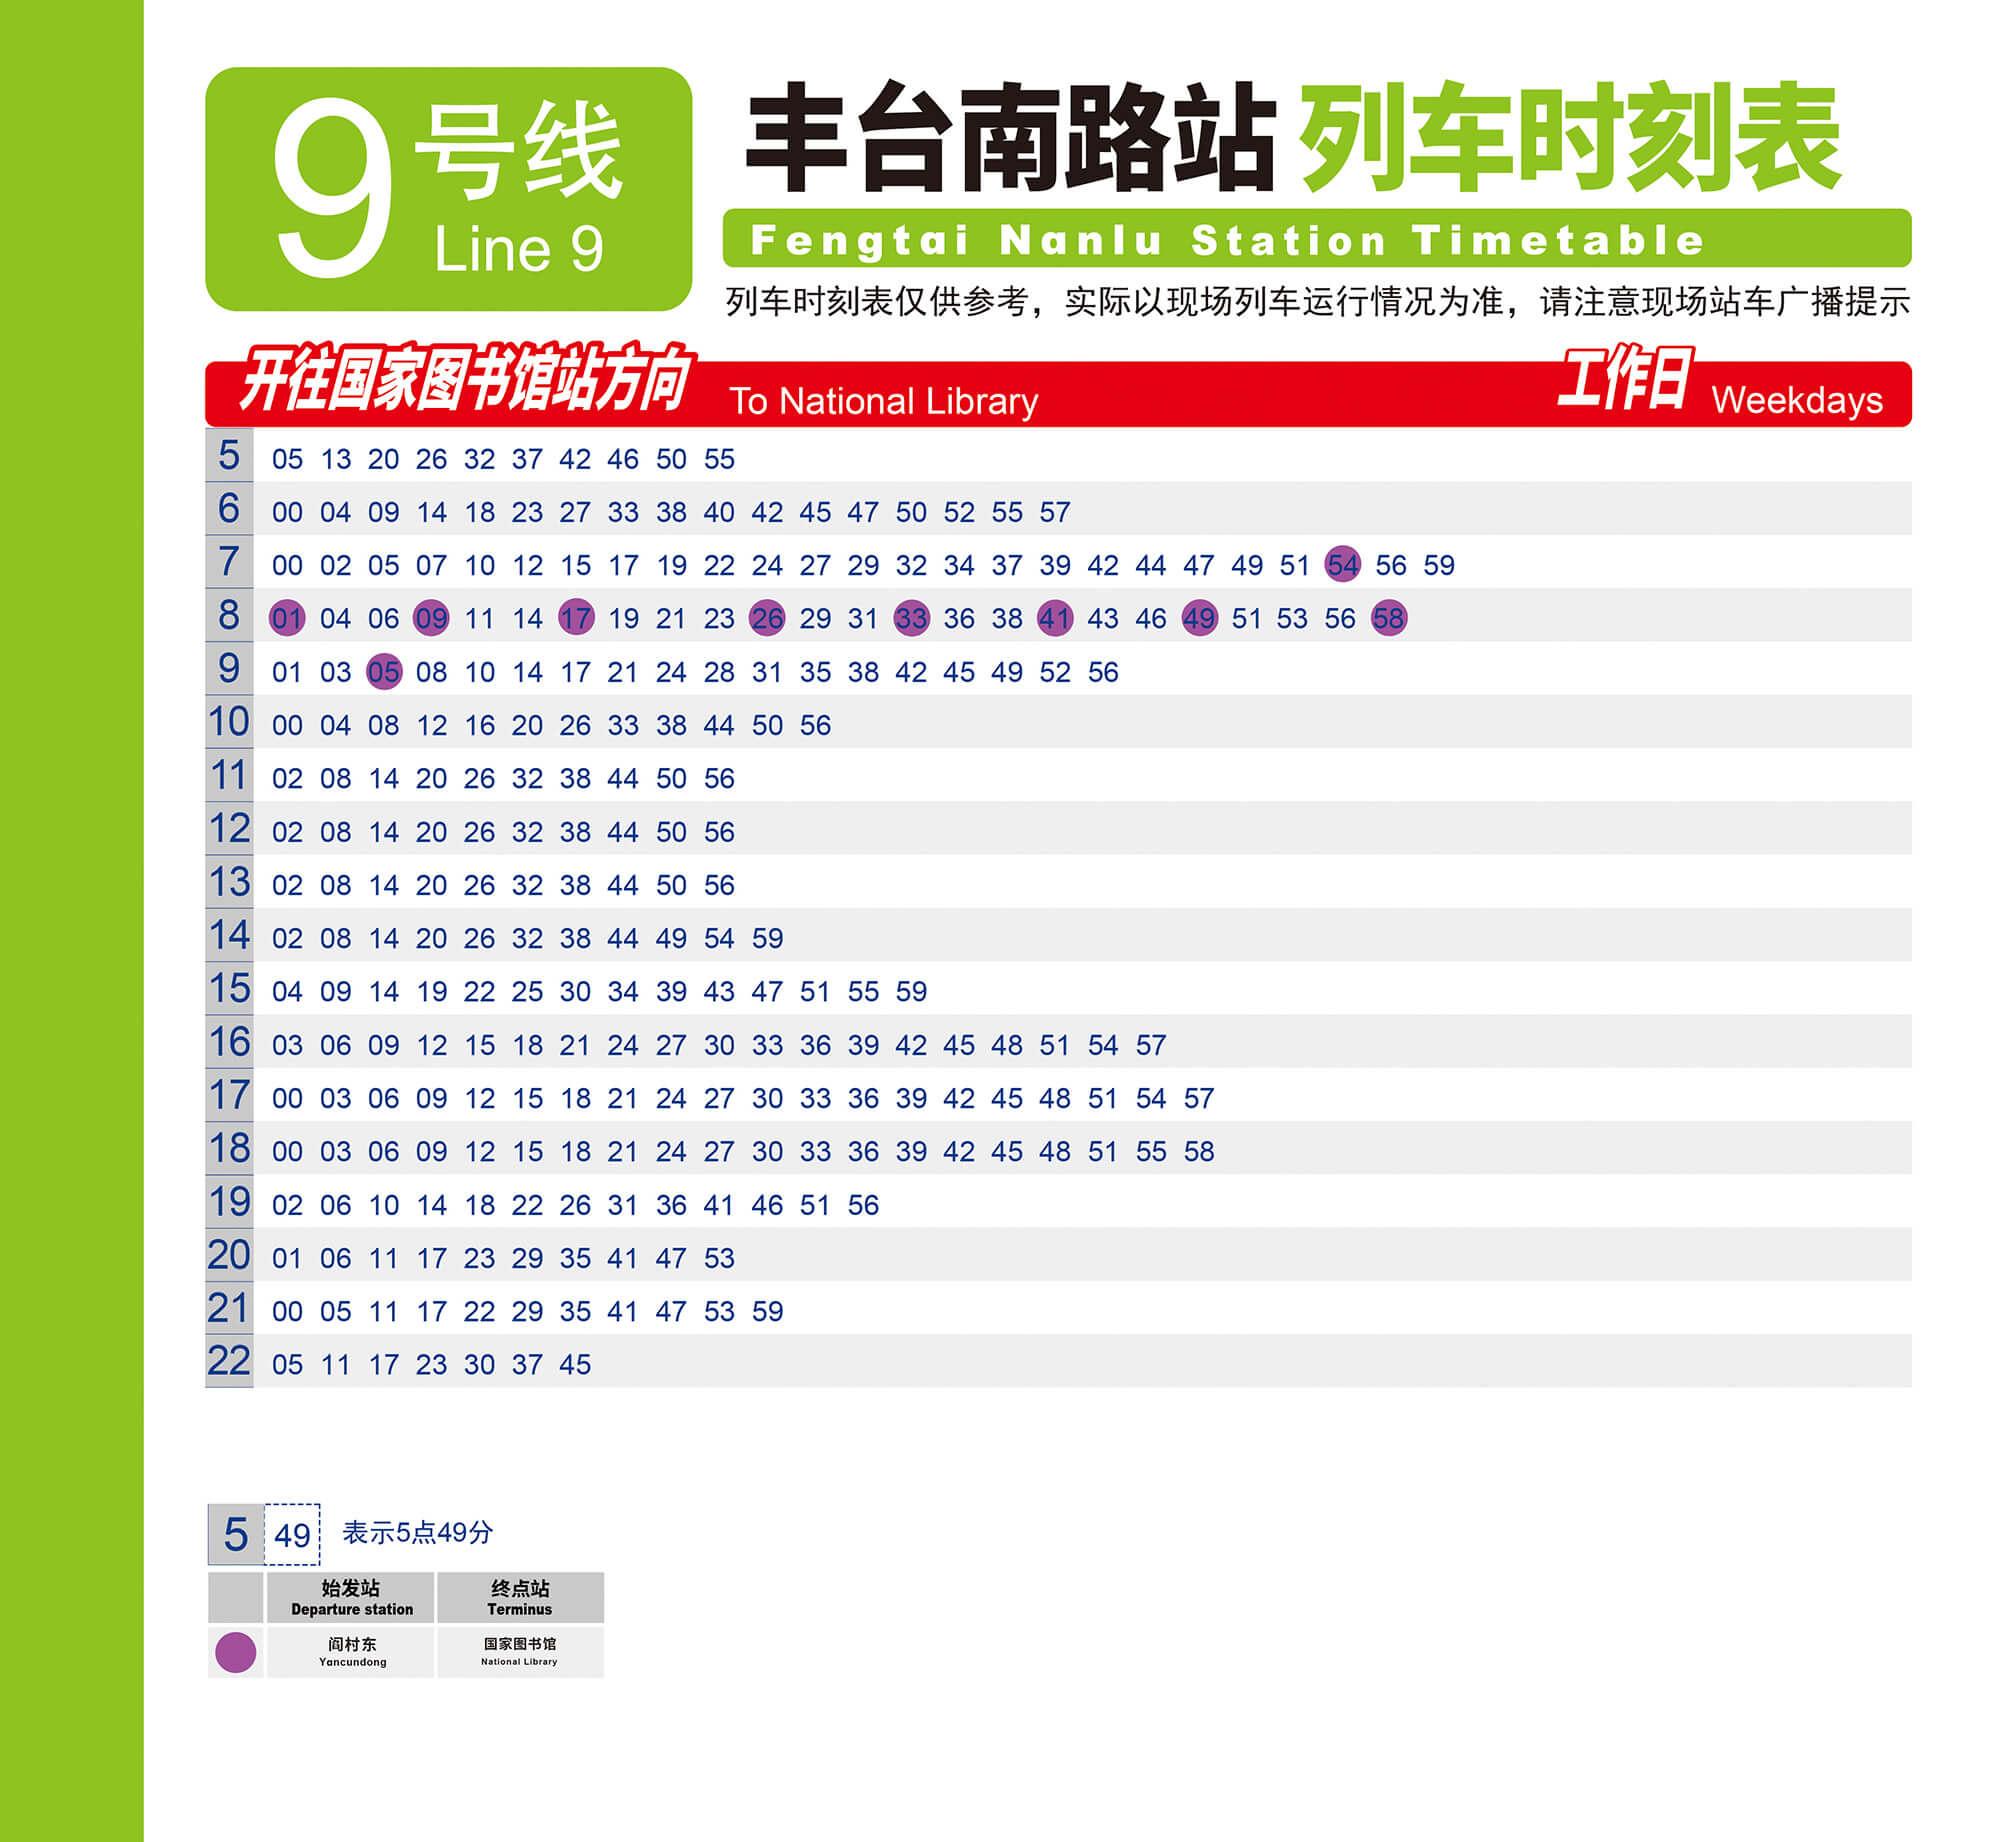 9号线
Line 9
丰台南路站 列车时刻表
Fengtai Nanlu Station Timetable
列车时刻表仅供参考，实际以现场列车运行情况为准，请注意现场站车广播提示
开往国家图书馆站方向 To National Library 工作日 Weekdays
5 05 13 20 26 32 37 42 46 50 55
6 00 04 09 14 18 23 27 33 38 40 42 45 47 50 52 55 57
7 00 02 05 07 10 12 15 17 19 22 24 27 29 32 34 37 39 42 44 47 49 51 54 56 59
8 01 04 06 09 11 14 17 19 21 23 26 29 31 33 36 38 41 43 46 49 51 53 56 58
9 01 03 05 08 10 14 17 21 24 28 31 35 38 42 45 49 52 56
10 00 04 08 12 16 20 26 33 38 44 50 56
11 02 08 14 20 26 32 38 44 50 56
12 02 08 14 20 26 32 38 44 50 56
13 02 08 14 20 26 32 38 44 50 56
14 02 08 14 20 26 32 38 44 49 54 59
15 04 09 14 19 22 25 30 34 39 43 47 51 55 59
16 03 06 09 12 15 18 21 24 27 30 33 36 39 42 45 48 51 54 57
17 00 03 06 09 12 15 18 21 24 27 30 33 36 39 42 45 48 51 54 57
18 00 03 06 09 12 15 18 21 24 27 30 33 36 39 42 45 48 51 55 58
19 02 06 10 14 18 22 26 31 36 41 46 51 56
20 01 06 11 17 23 29 35 41 47 53
21 00 05 11 17 22 29 35 41 47 53 59
22 05 11 17 23 30 37 45
5 49 表示5点49分
始发站 终点站
Departure station Terminus
阎村东 国家图书馆
Yancundong National Library